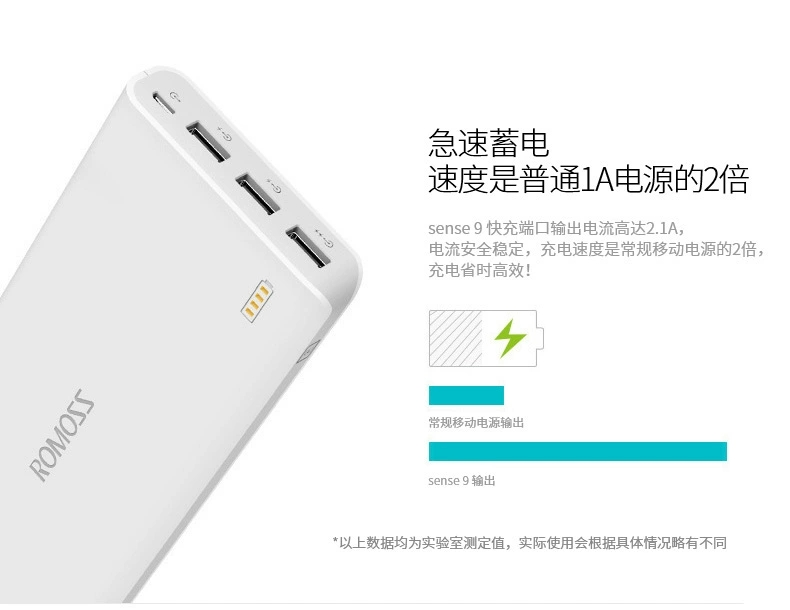 急速蓄电
速度是普通1A电源的2倍
sense 9 快充端口输出电流高达2.1A，
电流安全稳定，充电速度是常规移动电源的2倍，
充电省时高效！
常规移动电源输出
sense 9 输出
ROMOSS
*以上数据均为实验室测定值，实际使用会根据具体情况略有不同